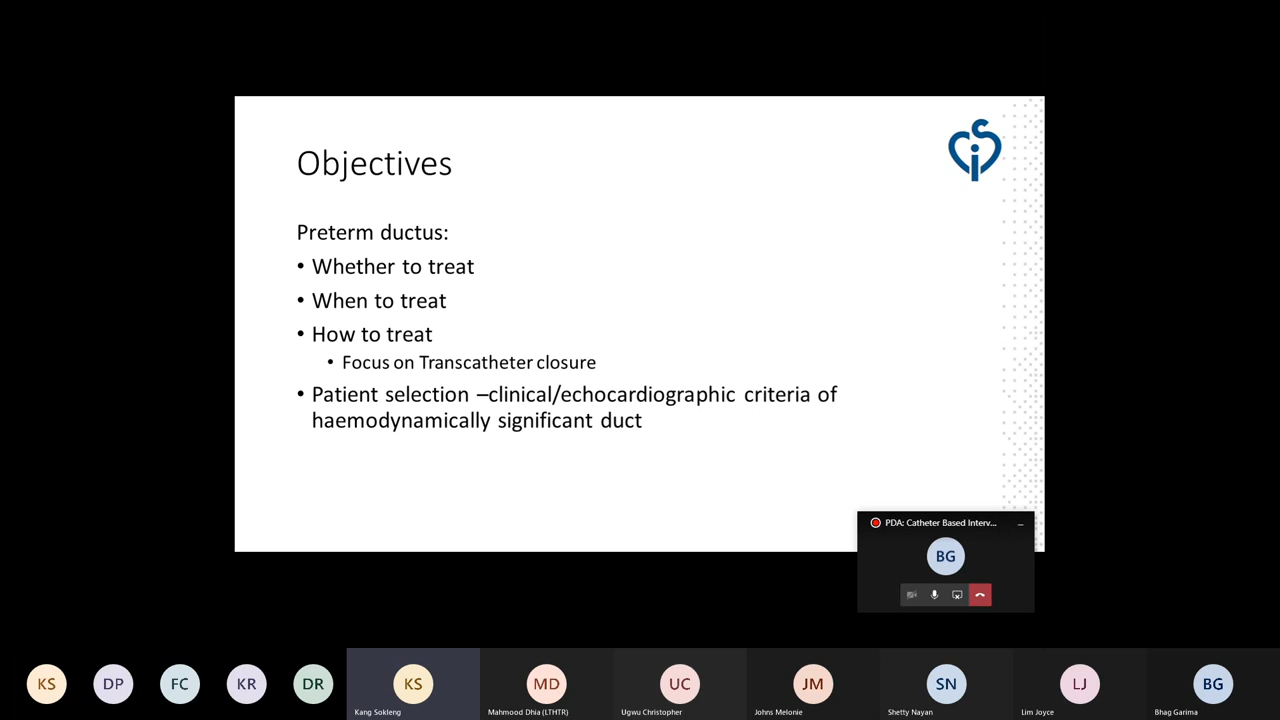 Objectives
Preterm ductus:
• Whether to treat
• When to treat
• How to treat
• Focus on Transcatheter closure
• Patient selection –clinical/echocardiographic criteria of
haemodynamically significant duct
PDA: Catheter Based Interv...
BG
KS
DP
FC
KR
DR
KS
MD
UC
JM
SN
LJ
BG
Kang Sokleng
Mahmood Dhia (LTHTR)
Ugwu Christopher
Johns Melonie
Shetty Nayan
Lim Joyce
Bhag Garima